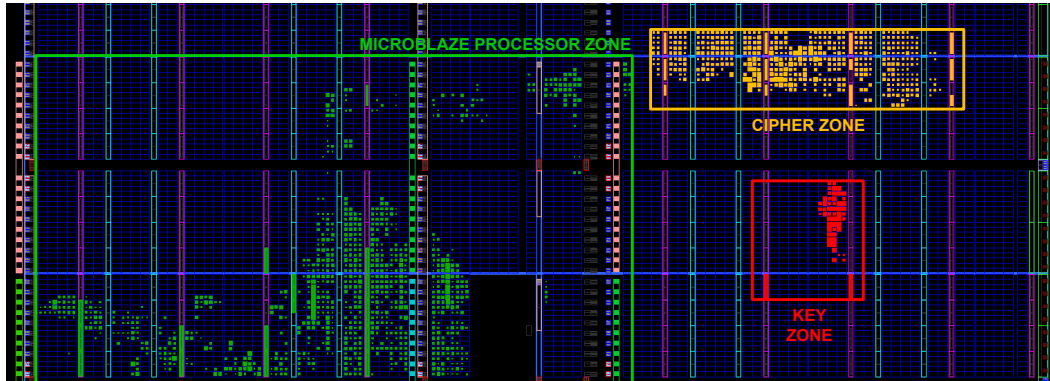 MICROBLAZE PROCESSOR ZONE
CIPHER ZONE
KEY
ZONE